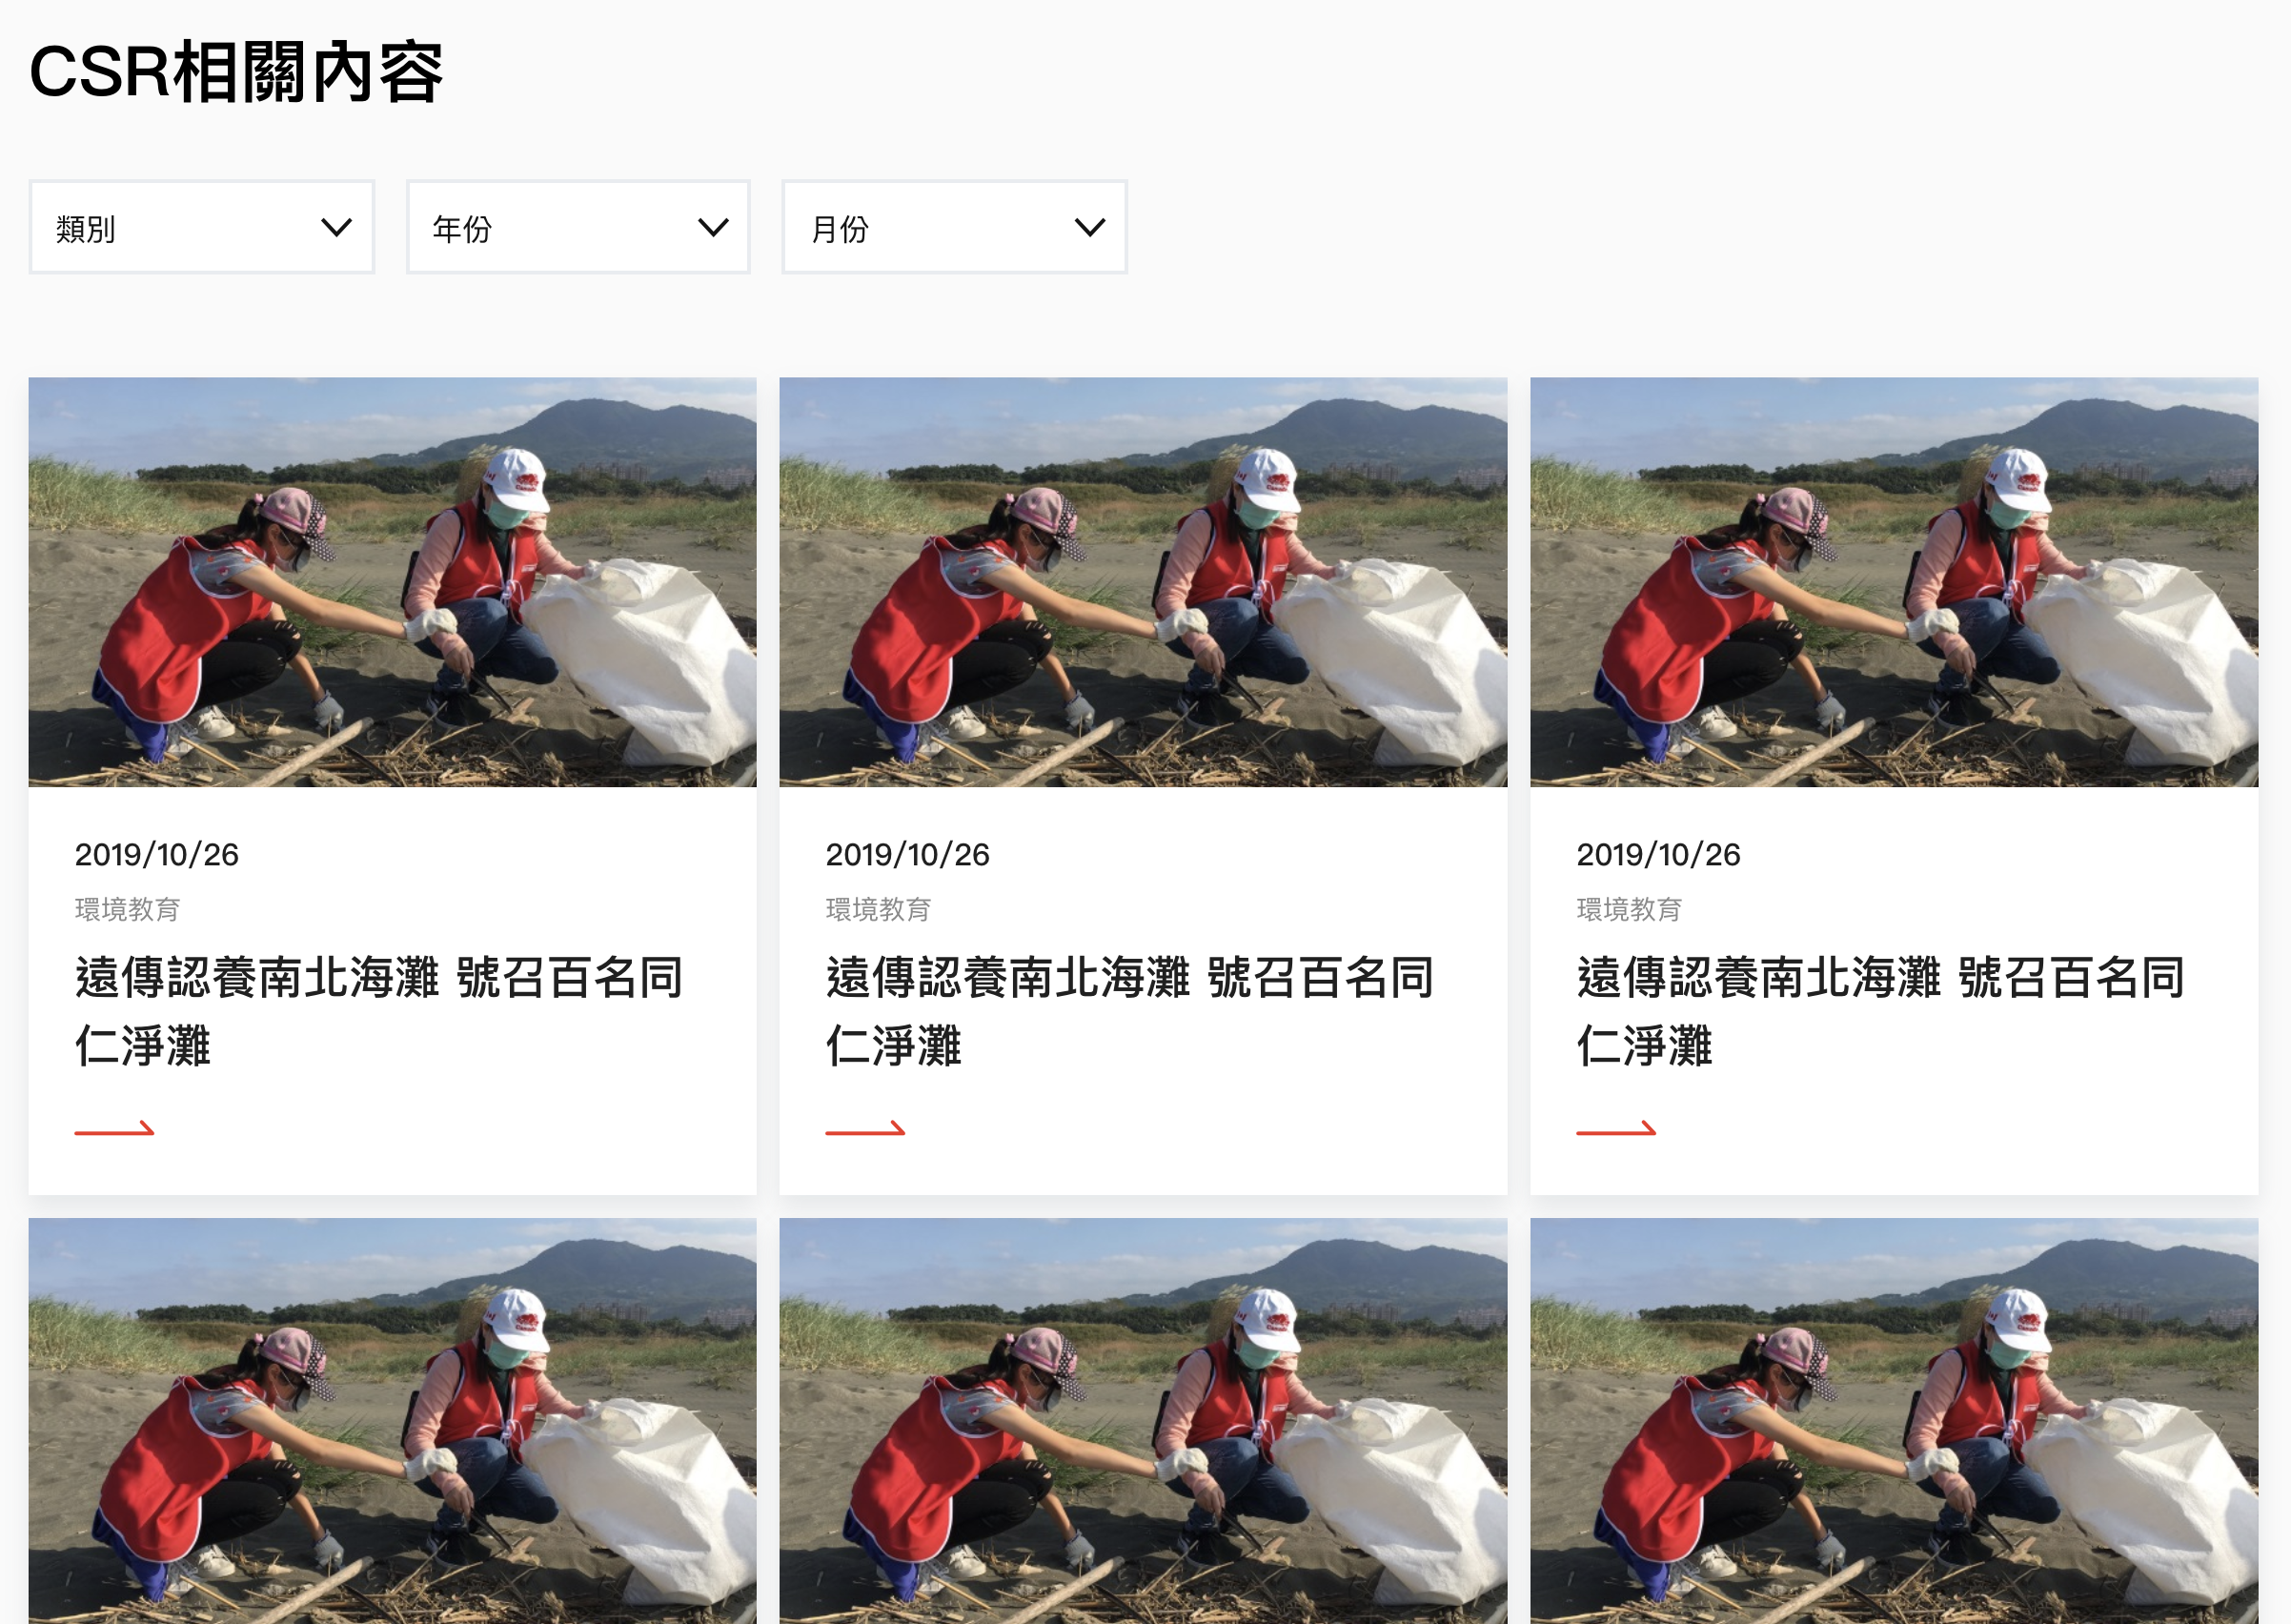 CSR相關內容
類別
年份
月份
2019/10/26
環境教育
遠傳認養南北海灘 號召百名同
仁淨灘
2019/10/26
環境教育
遠傳認養南北海灘 號召百名同
仁淨灘
2019/10/26
環境教育
遠傳認養南北海灘 號召百名同
仁淨灘